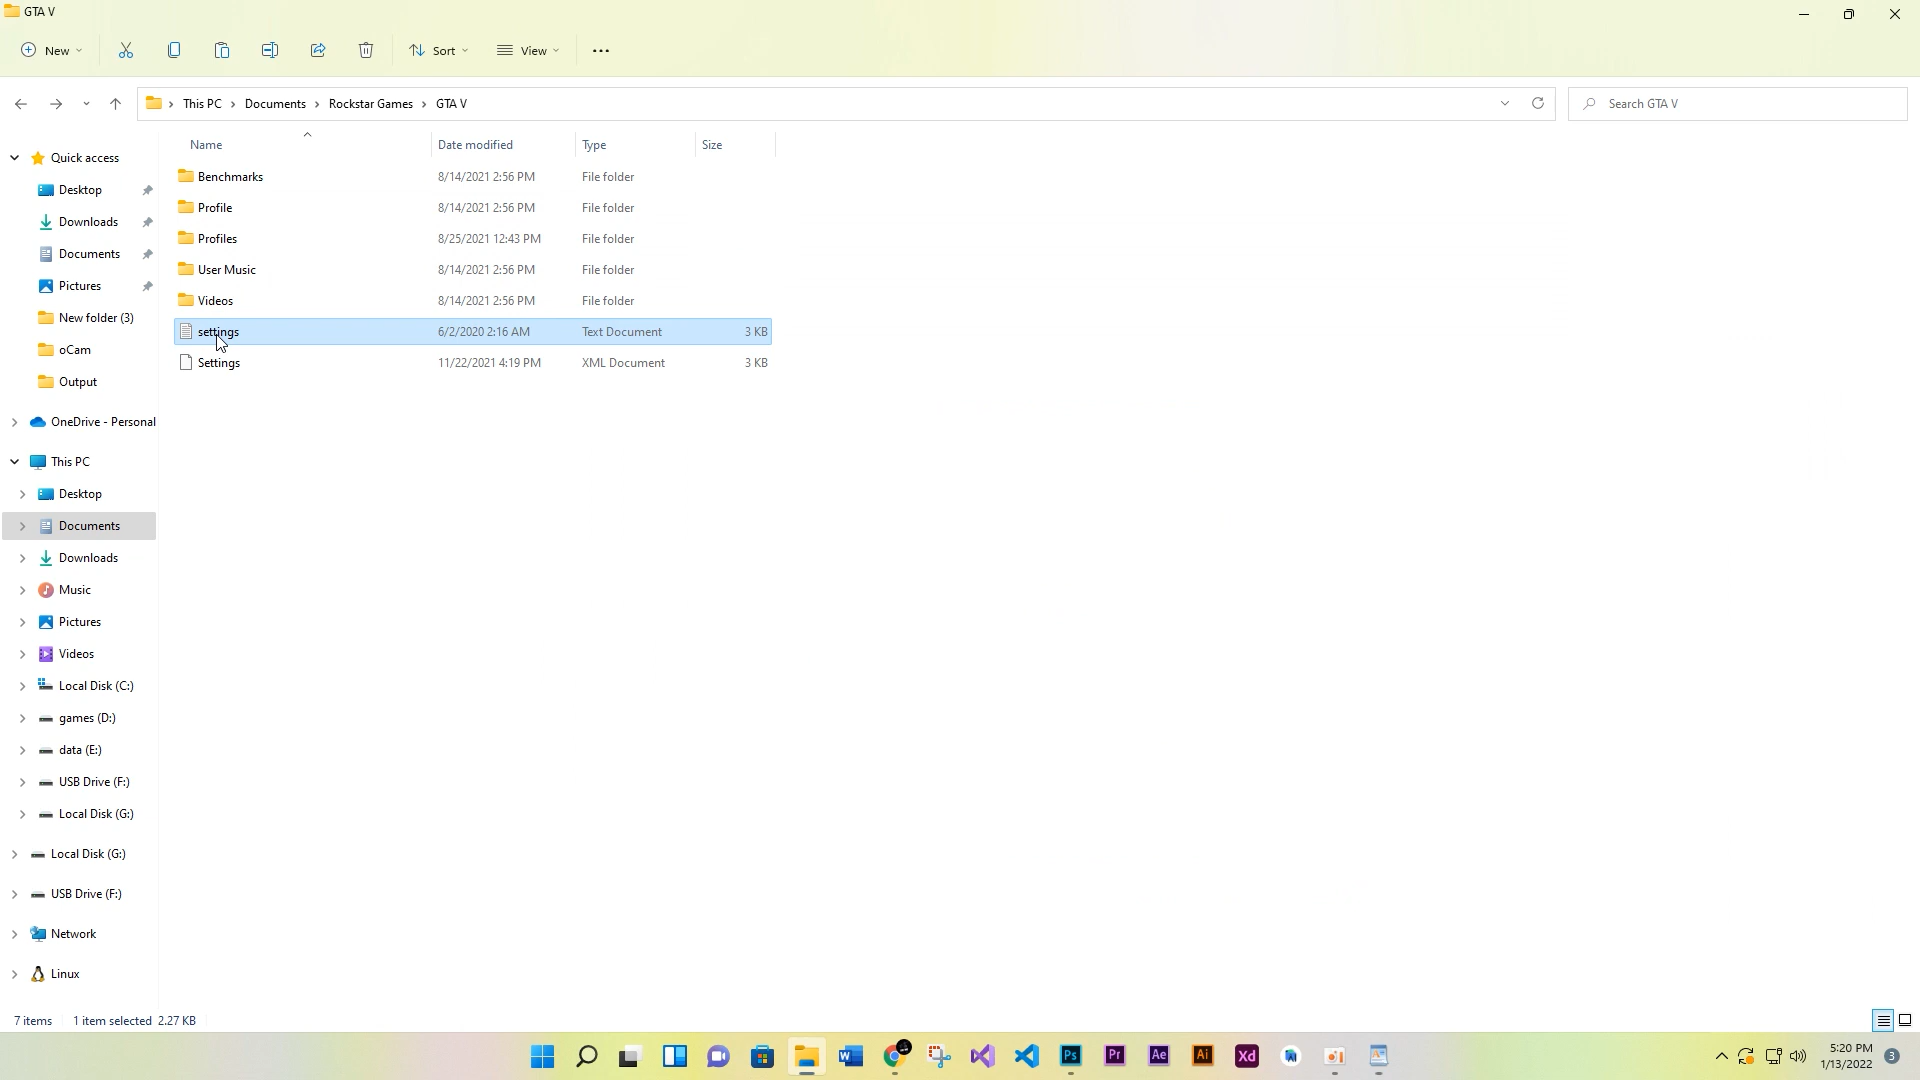 GTA V
New
Sort
View
This PC > Documents > Rockstar Games > GTA V
Search GTA V
Name Date modified Type Size
Benchmarks 8/14/2021 2:56 PM File folder
Profile 8/14/2021 2:56 PM File folder
Profiles 8/25/2021 12:43 PM File folder
User Music 8/14/2021 2:56 PM File folder
Videos 8/14/2021 2:56 PM File folder
settings 6/2/2020 2:16 AM Text Document 3 KB
Settings 11/22/2021 4:19 PM XML Document 3 KB
Quick access
Desktop
Downloads
Documents
Pictures
New folder (3)
oCam
Output
OneDrive - Personal
This PC
Desktop
Documents
Downloads
Music
Pictures
Videos
Local Disk (C:)
games (D:)
data (E:)
USB Drive (F:)
Local Disk (G:)
Local Disk (G:)
USB Drive (F:)
Network
Linux
7 items 1 item selected 2.27 KB
Ps Pr Ae Ai Xd
5:20 PM
1/13/2022
3